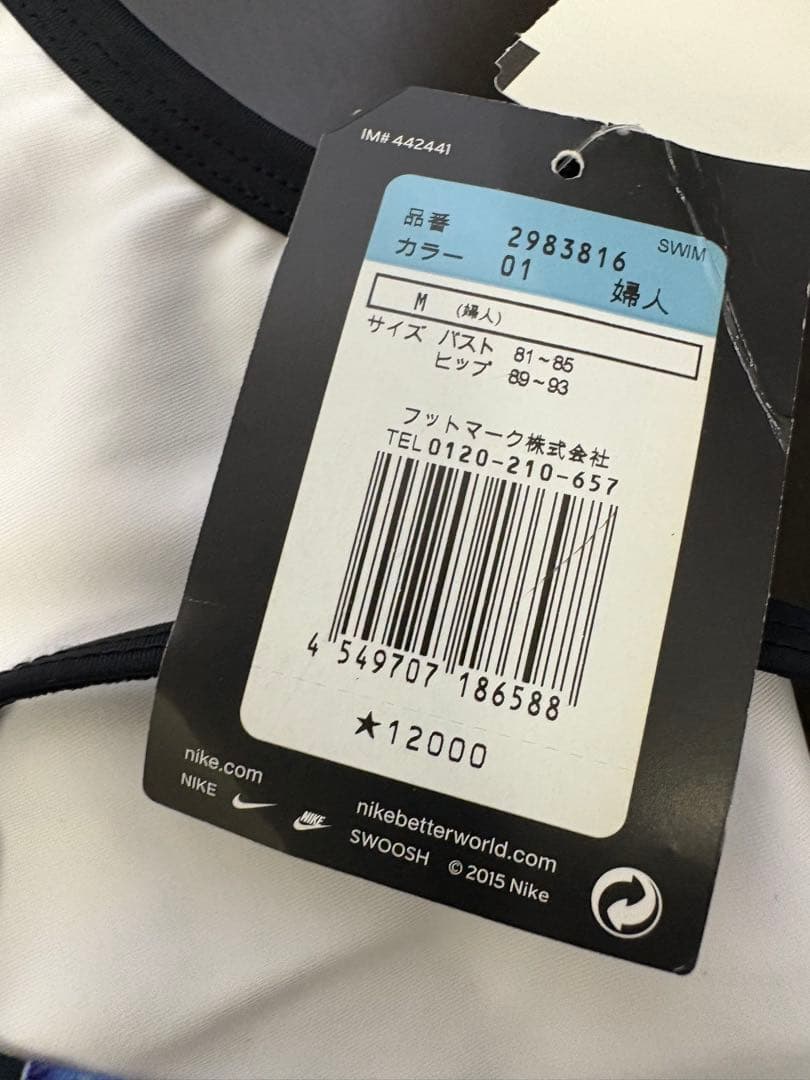 IM# 442441
品番 2983816 SWIM
カラー 01 婦人
M (婦人)
サイズ バスト 81~85
ヒップ 89~93
フットマーク株式会社
TEL 0120-210-657
4 549707 186588
★12000
nike.com
NIKE
NIKE
nikebetterworld.com
SWOOSH © 2015 Nike